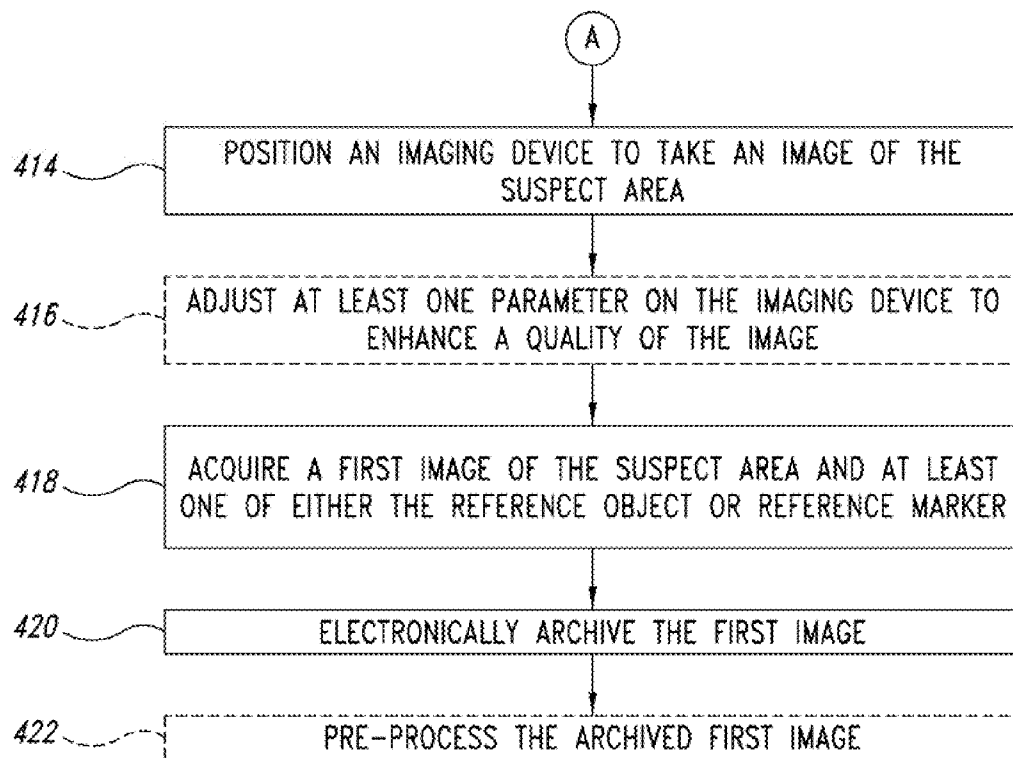 A
414
POSITION AN IMAGING DEVICE TO TAKE AN IMAGE OF THE
SUSPECT AREA
416
ADJUST AT LEAST ONE PARAMETER ON THE IMAGING DEVICE TO
ENHANCE A QUALITY OF THE IMAGE
418
ACQUIRE A FIRST IMAGE OF THE SUSPECT AREA AND AT LEAST
ONE OF EITHER THE REFERENCE OBJECT OR REFERENCE MARKER
420
ELECTRONICALLY ARCHIVE THE FIRST IMAGE
422
PRE-PROCESS THE ARCHIVED FIRST IMAGE